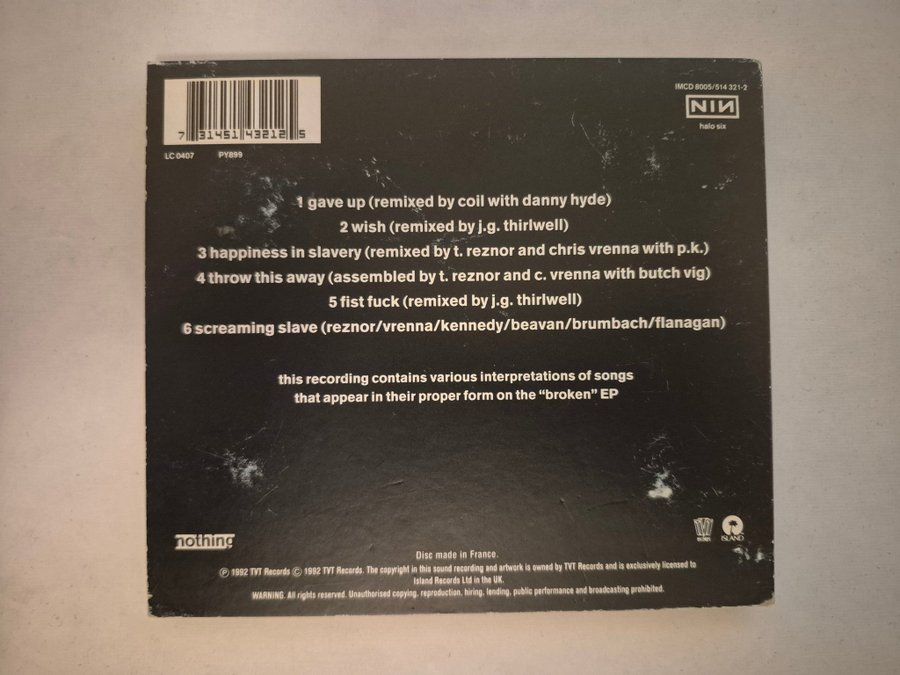 7 31451 43212 5
LC 0407 PY899
IMCD 8005/514 321-2
NIN
halo six
1 gave up (remixed by coil with danny hyde)
2 wish (remixed by j.g. thirlwell)
3 happiness in slavery (remixed by t. reznor and chris vrenna with p.k.)
4 throw this away (assembled by t. reznor and c. vrenna with butch vig)
5 fist fuck (remixed by j.g. thirlwell)
6 screaming slave (reznor/vrenna/kennedy/beavan/brumbach/flanagan)
this recording contains various interpretations of songs
that appear in their proper form on the “broken” EP
nothing
TVT
ISLAND
Disc made in France.
℗ 1992 TVT Records © 1992 TVT Records. The copyright in this sound recording and artwork is owned by TVT Records and is exclusively licensed to
Island Records Ltd in the UK.
WARNING. All rights reserved. Unauthorised copying, reproduction, hiring, lending, public performance and broadcasting prohibited.